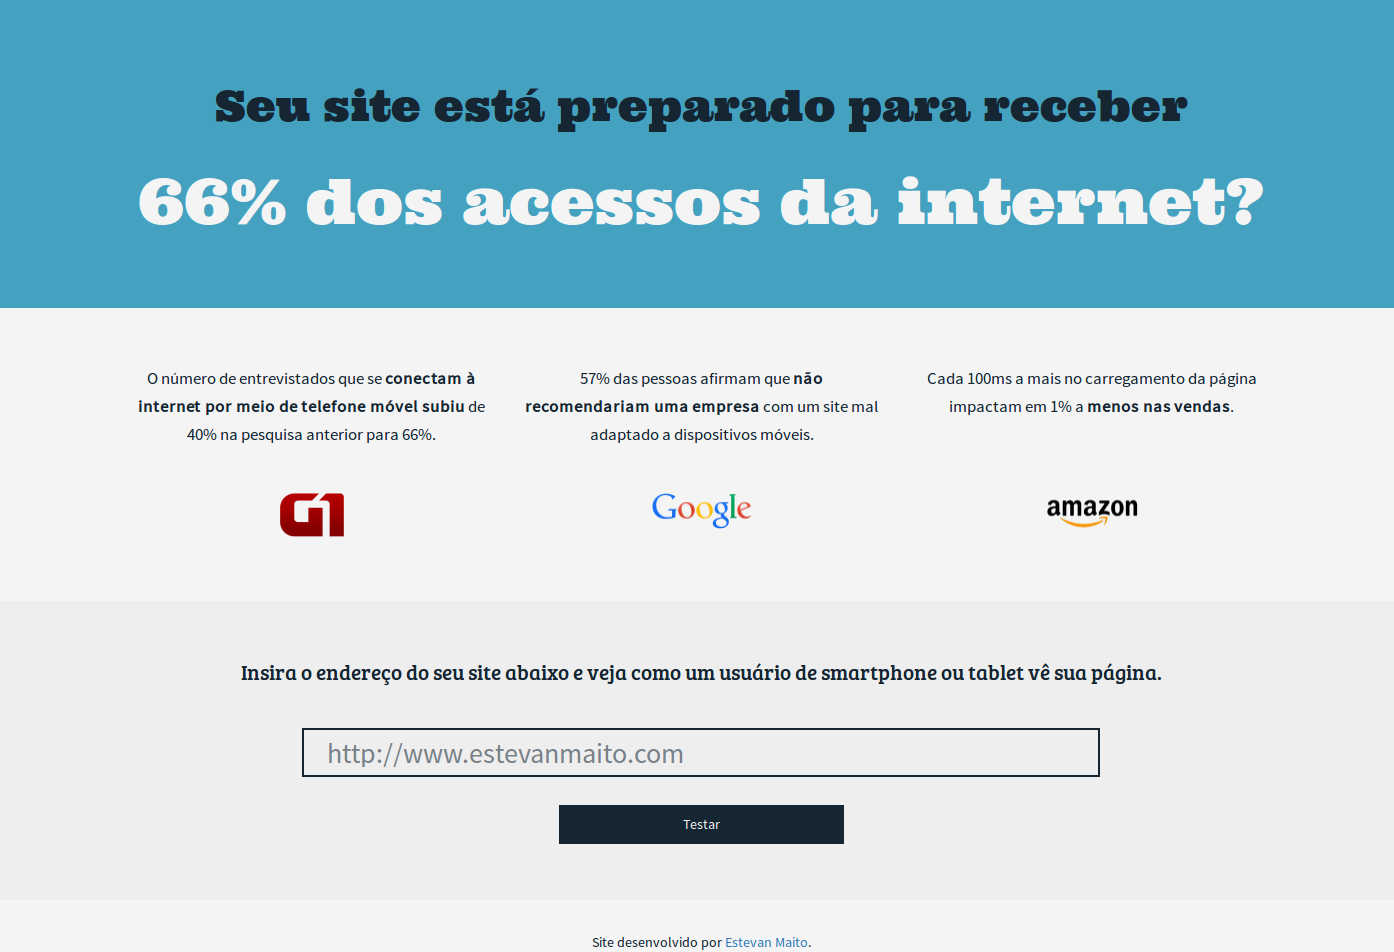 Seu site está preparado para receber
66% dos acessos da internet?
O número de entrevistados que se conectam à
internet por meio de telefone móvel subiu de
40% na pesquisa anterior para 66%.
G1
57% das pessoas afirmam que não
recomendariam uma empresa com um site mal
adaptado a dispositivos móveis.
Google
Cada 100ms a mais no carregamento da página
impactam em 1% a menos nas vendas.
amazon
Insira o endereço do seu site abaixo e veja como um usuário de smartphone ou tablet vê sua página.
http://www.estevanmaito.com
Testar
Site desenvolvido por Estevan Maito.